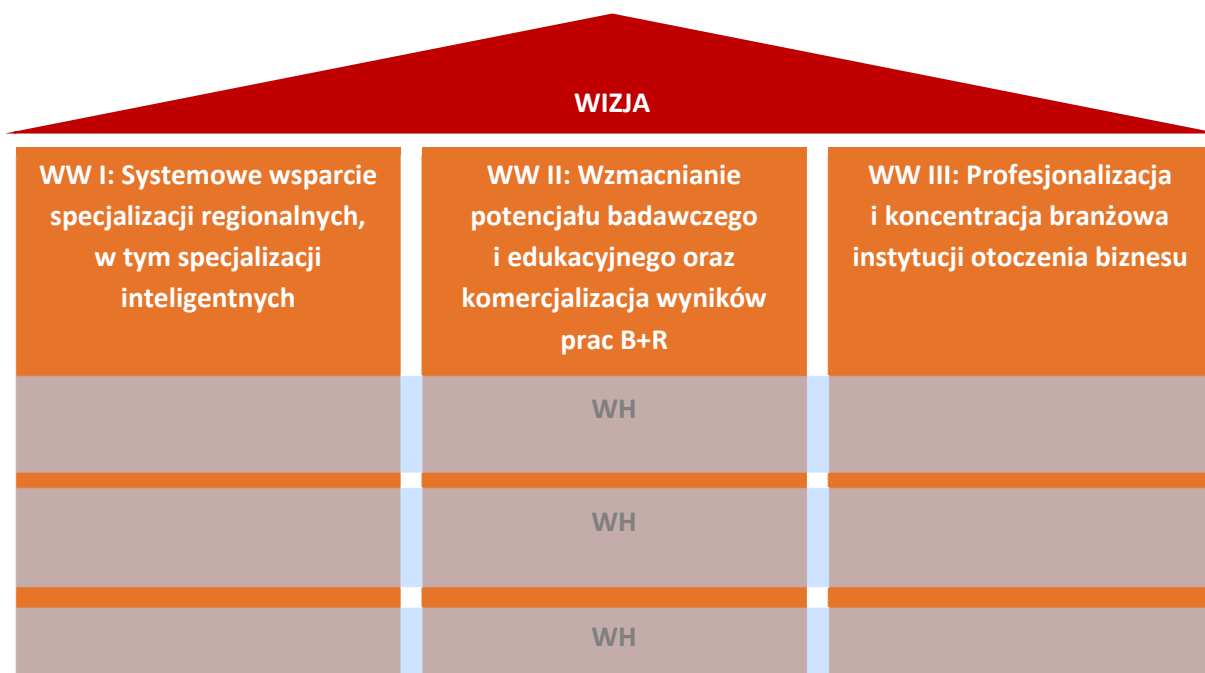 WIZJA
WW I: Systemowe wsparcie
specjalizacji regionalnych,
w tym specjalizacji
inteligentnych
WW II: Wzmacnianie
potencjału badawczego
i edukacyjnego oraz
komercjalizacja wyników
prac B+R
WW III: Profesjonalizacja
i koncentracja branżowa
instytucji otoczenia biznesu
WH
WH
WH